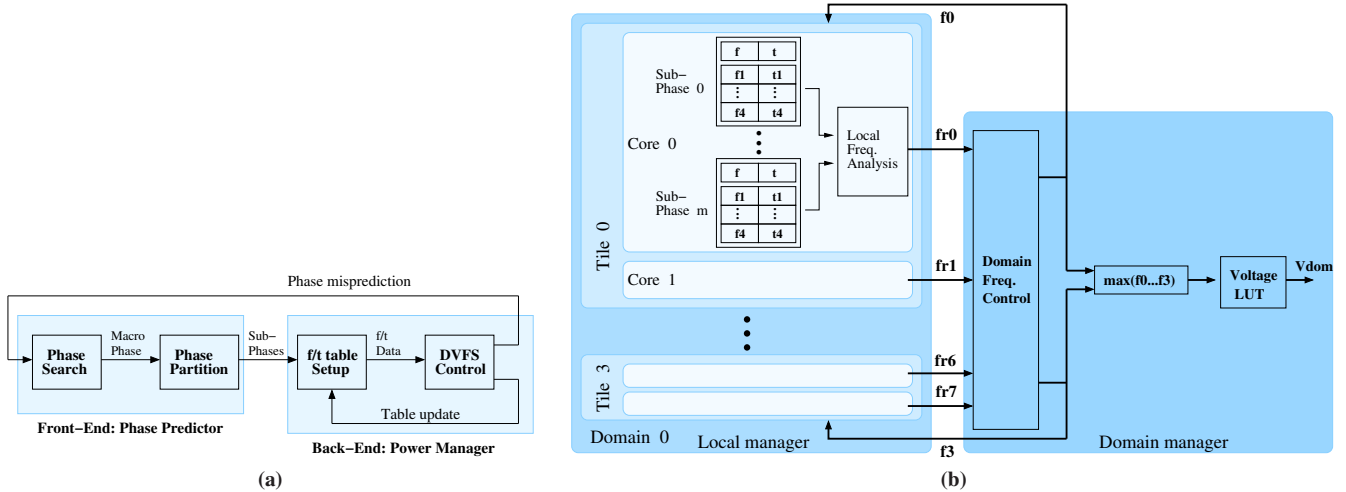 Phase misprediction
Macro
Phase
Sub-
Phases
f/t
Data
Phase
Search
Phase
Partition
f/t table
Setup
DVFS
Control
Table update
Front-End: Phase Predictor
Back-End: Power Manager
(a)
f0
Tile 0
Sub-
Phase 0
f t
f1 t1
⋮ ⋮
f4 t4
Core 0
Local
Freq.
Analysis
fr0
Sub-
Phase m
f t
f1 t1
⋮ ⋮
f4 t4
Core 1
fr1
Domain
Freq.
Control
max(f0...f3)
Voltage
LUT
Vdom
Tile 3
fr6
fr7
Domain 0
Local manager
f3
Domain manager
(b)